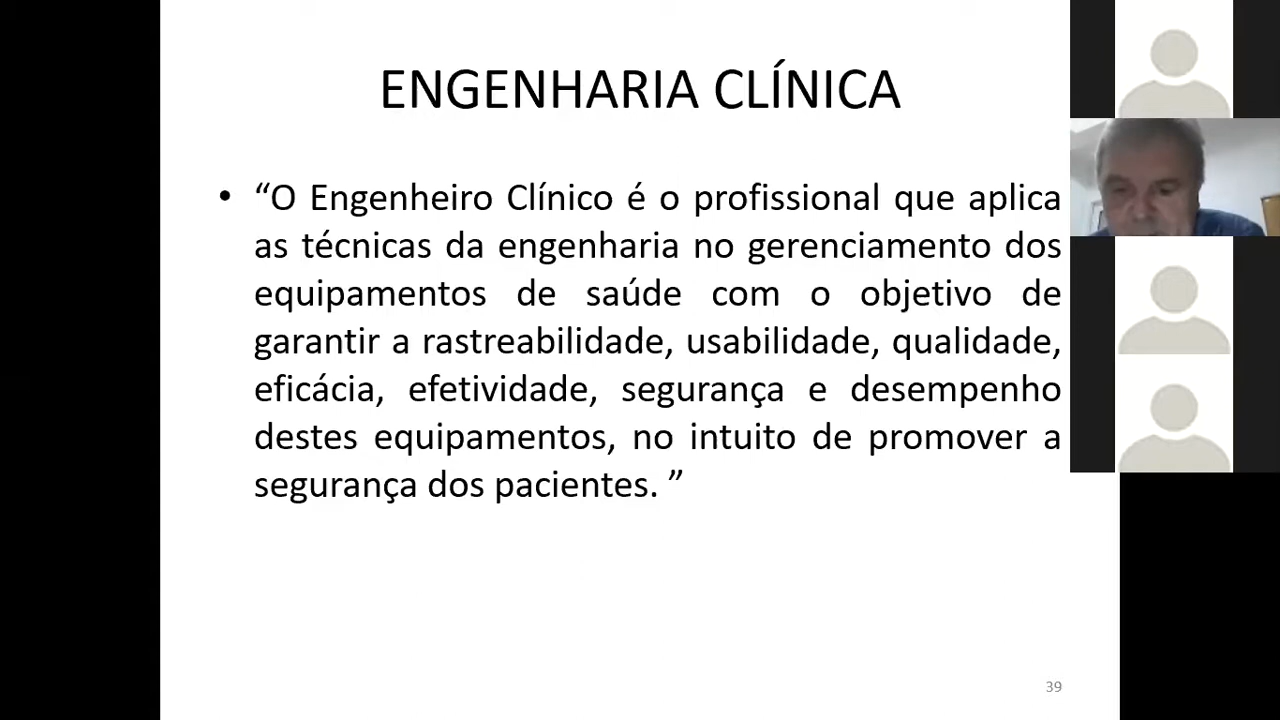 ENGENHARIA CLÍNICA
• “O Engenheiro Clínico é o profissional que aplica
as técnicas da engenharia no gerenciamento dos
equipamentos de saúde com o objetivo de
garantir a rastreabilidade, usabilidade, qualidade,
eficácia, efetividade, segurança e desempenho
destes equipamentos, no intuito de promover a
segurança dos pacientes. ”
39